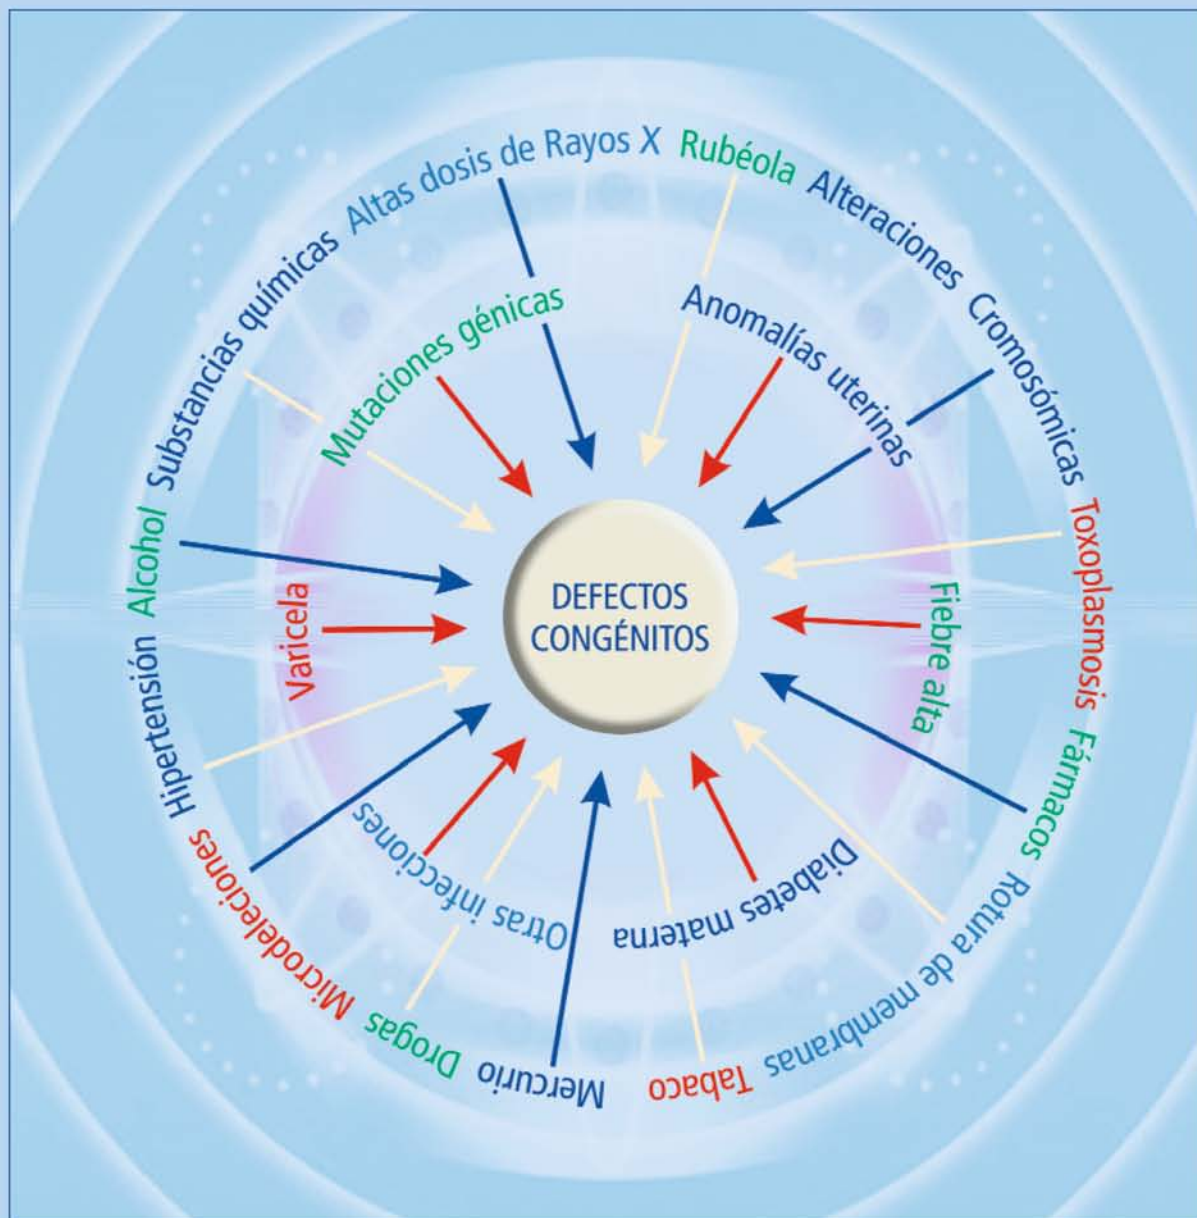 Altas dosis de Rayos X
Rubéola
Alteraciones Cromosómicas
Toxoplasmosis
Fármacos
Rotura de membranas
Tabaco
Mercurio
Drogas
Microdeleciones
Hipertensión
Alcohol
Substancias químicas
Mutaciones génicas
Anomalías uterinas
Fiebre alta
Diabetes materna
Otras infecciones
Varicela
DEFECTOS
CONGÉNITOS